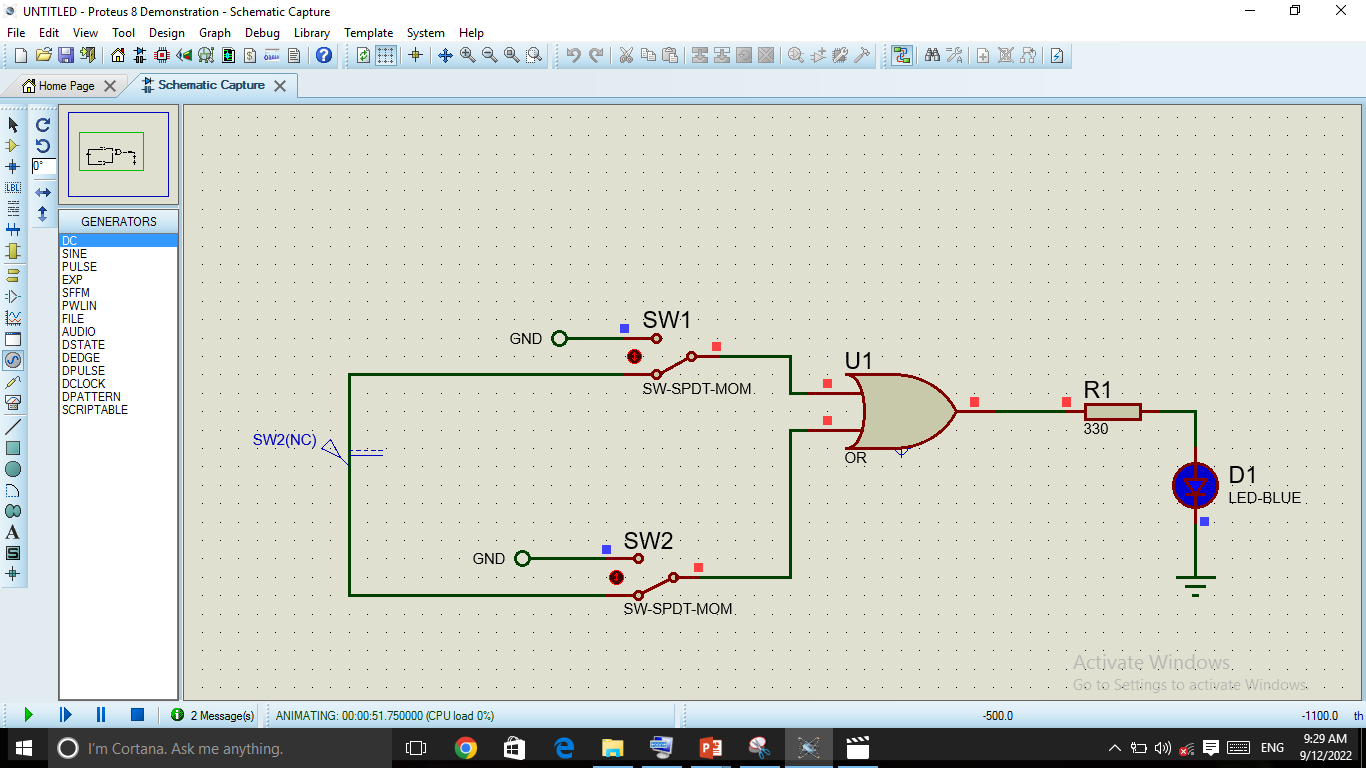 UNTITLED - Proteus 8 Demonstration - Schematic Capture
File Edit View Tool Design Graph Debug Library Template System Help
Home Page Schematic Capture
LBL
0°
GENERATORS
DC
SINE
PULSE
EXP
SFFM
PWLIN
FILE
AUDIO
DSTATE
DEDGE
DPULSE
DCLOCK
DPATTERN
SCRIPTABLE
A
S
SW1
GND
SW-SPDT-MOM
U1
R1
330
SW2(NC)
OR
D1
LED-BLUE
SW2
GND
SW-SPDT-MOM
Activate Windows
Go to Settings to activate Windows.
2 Message(s) ANIMATING: 00:00:51.750000 (CPU load 0%) -500.0 -1100.0 th
I'm Cortana. Ask me anything. ENG 9:29 AM
9/12/2022